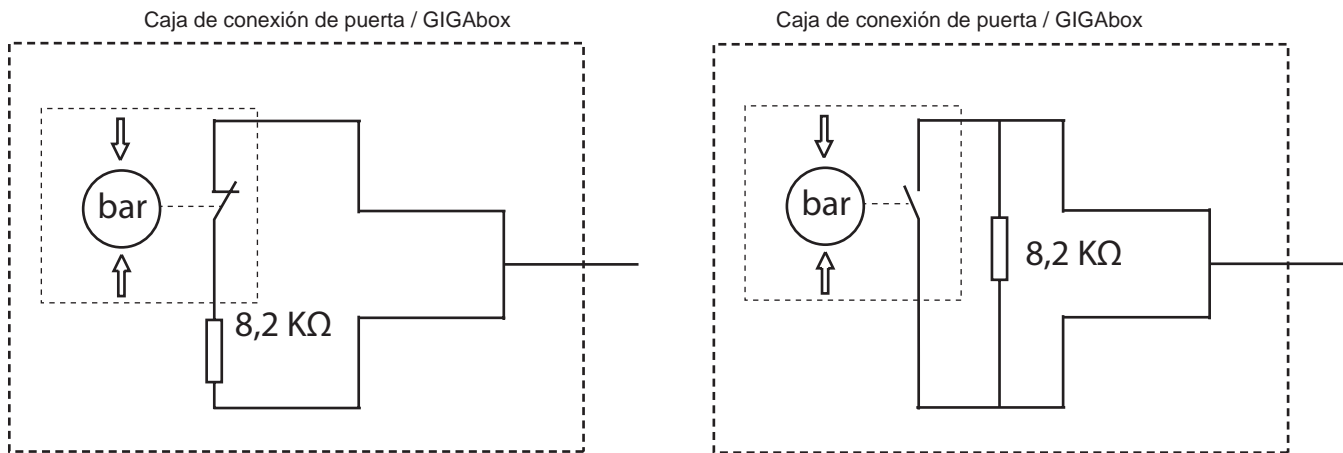 Caja de conexión de puerta / GIGAbox
bar
8,2 KΩ
Caja de conexión de puerta / GIGAbox
bar
8,2 KΩ